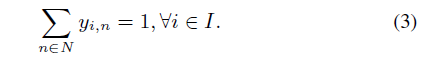 ∑_{n∈N} y_{i,n} = 1, ∀i ∈ I. (3)